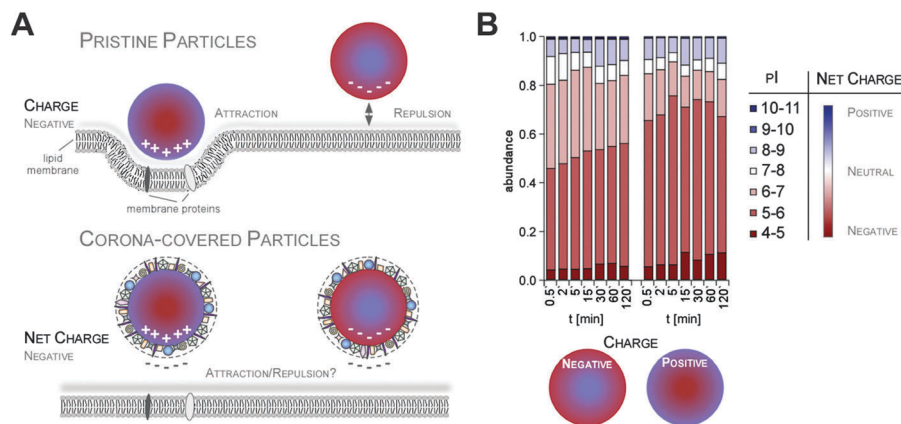 A
PRISTINE PARTICLES
CHARGE
NEGATIVE
ATTRACTION
REPULSION
lipid
membrane
membrane proteins
CORONA-COVERED PARTICLES
NET CHARGE
NEGATIVE
ATTRACTION/REPULSION?
B
abundance
1.0
0.8
0.6
0.4
0.2
0.0
0.5' 2' 5' 15' 30' 60' 120' 0.5' 2' 5' 15' 30' 60' 120'
t [min] t [min]
CHARGE
NEGATIVE POSITIVE
PI NET CHARGE
10-11 POSITIVE
9-10
8-9
7-8 NEUTRAL
6-7
5-6
4-5 NEGATIVE